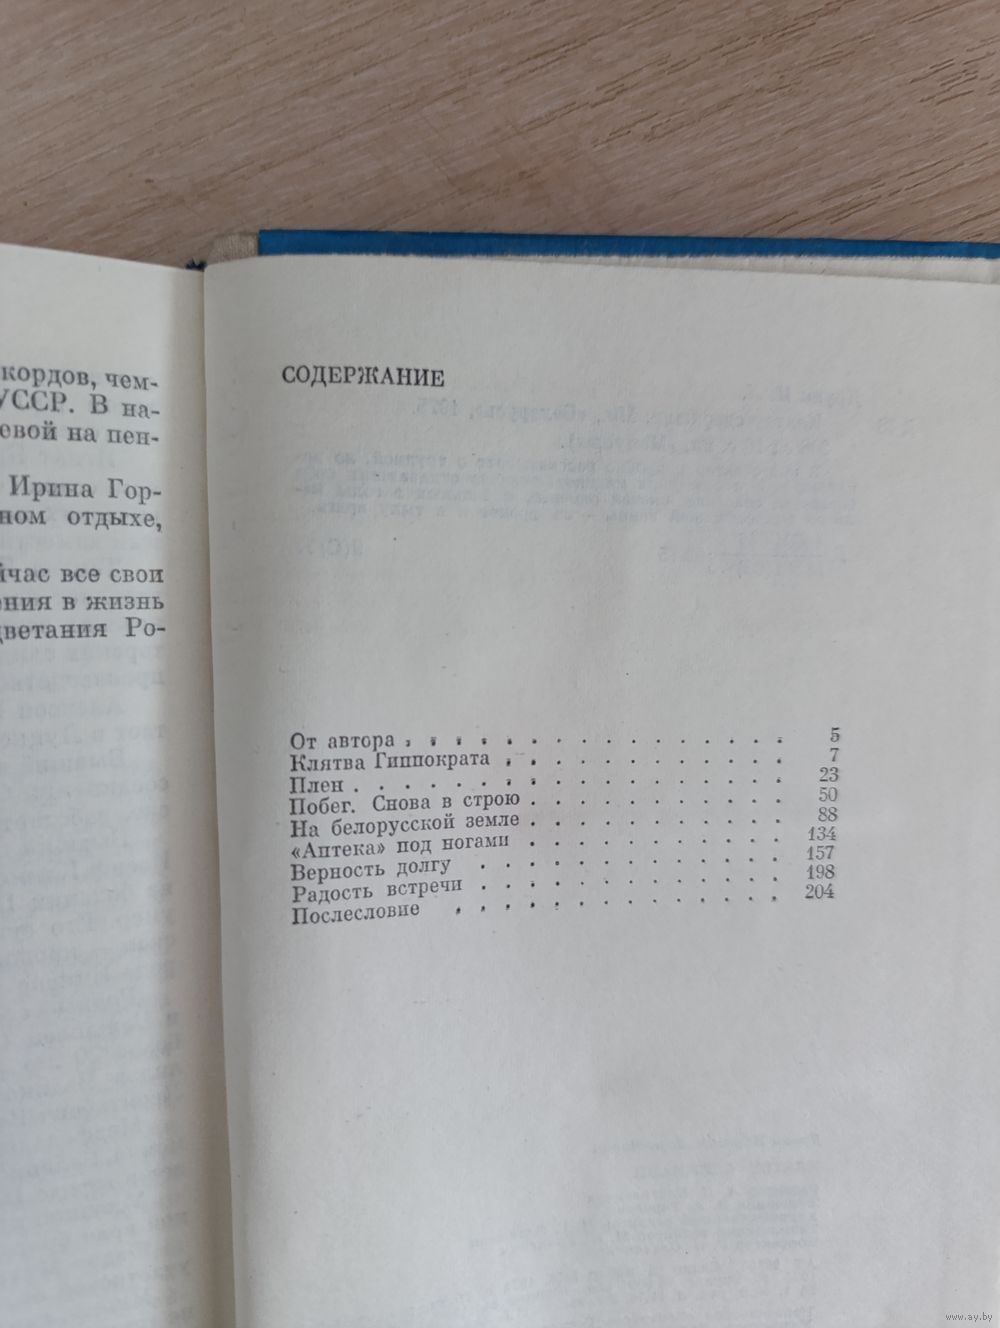 кордов, чем-
УССР. В на-
евой на пен-
Ирина Гор-
ном отдыхе,
йчас все свои
ения в жизнь
цветания Ро-
СОДЕРЖАНИЕ
От автора . . . . . . . . . . . . . . . . 5
Клятва Гиппократа . . . . . . . . . . . . 7
Плен . . . . . . . . . . . . . . . . . . 23
Побег. Снова в строю . . . . . . . . . . . 50
На белорусской земле . . . . . . . . . . . 88
«Аптека» под ногами . . . . . . . . . . . 134
Верность долгу . . . . . . . . . . . . . 157
Радость встречи . . . . . . . . . . . . . 198
Послесловие . . . . . . . . . . . . . . 204
www.ay.by